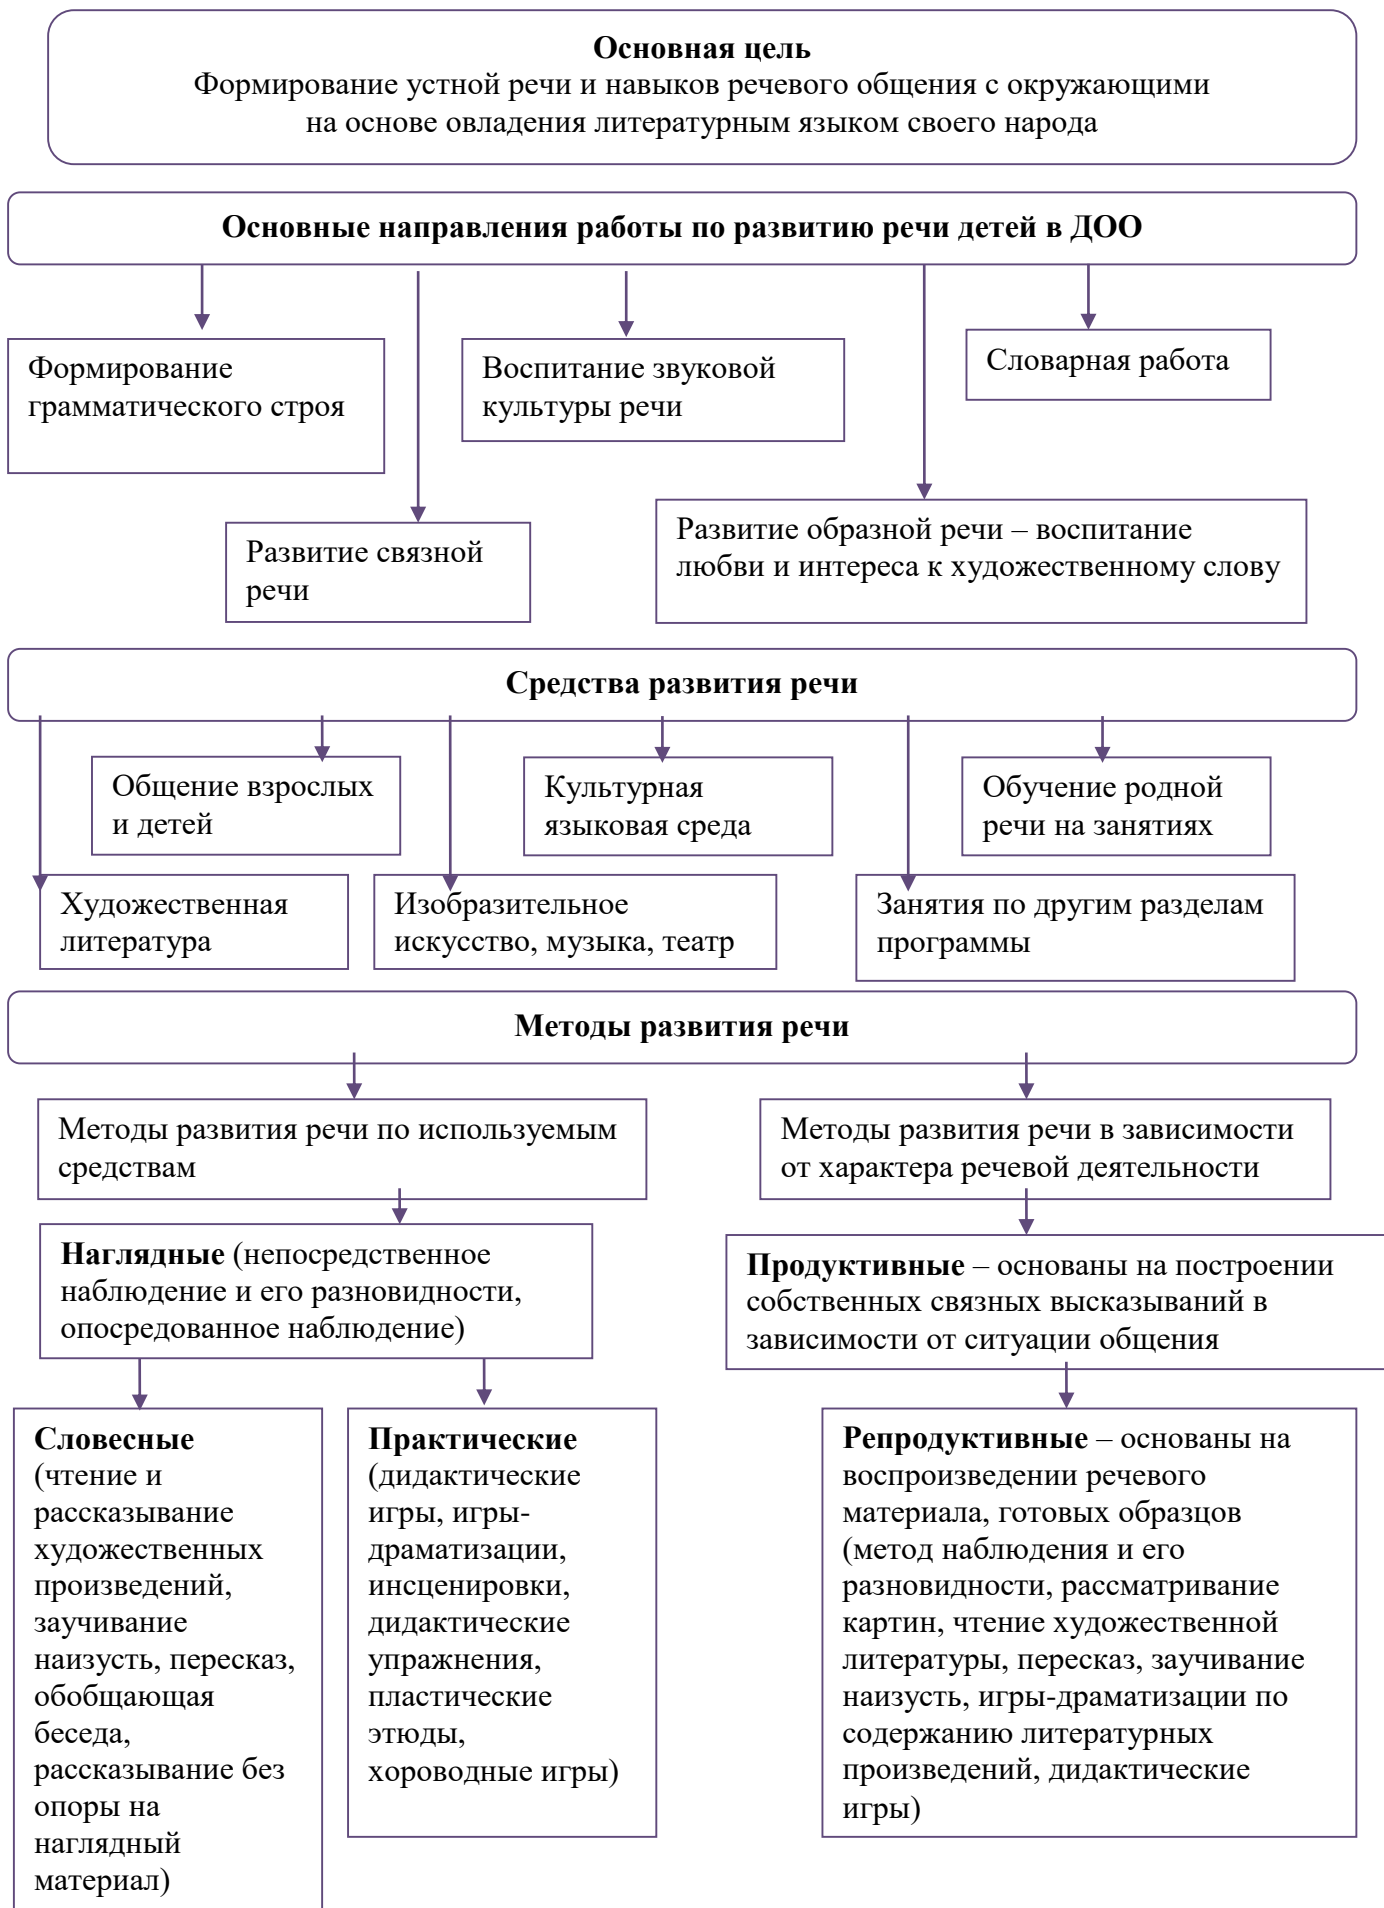 Основная цель
Формирование устной речи и навыков речевого общения с окружающими
на основе овладения литературным языком своего народа
Основные направления работы по развитию речи детей в ДОО
Формирование
грамматического строя
Воспитание звуковой
культуры речи
Словарная работа
Развитие связной
речи
Развитие образной речи – воспитание
любви и интереса к художественному слову
Средства развития речи
Общение взрослых
и детей
Культурная
языковая среда
Обучение родной
речи на занятиях
Художественная
литература
Изобразительное
искусство, музыка, театр
Занятия по другим разделам
программы
Методы развития речи
Методы развития речи по используемым
средствам
Методы развития речи в зависимости
от характера речевой деятельности
Наглядные (непосредственное
наблюдение и его разновидности,
опосредованное наблюдение)
Продуктивные – основаны на построении
собственных связных высказываний в
зависимости от ситуации общения
Словесные
(чтение и
рассказывание
художественных
произведений,
заучивание
наизусть, пересказ,
обобщающая
беседа,
рассказывание без
опоры на
наглядный
материал)
Практические
(дидактические
игры, игры-
драматизации,
инсценировки,
дидактические
упражнения,
пластические
этюды,
хороводные игры)
Репродуктивные – основаны на
воспроизведении речевого
материала, готовых образцов
(метод наблюдения и его
разновидности, рассматривание
картин, чтение художественной
литературы, пересказ, заучивание
наизусть, игры-драматизации по
содержанию литературных
произведений, дидактические
игры)